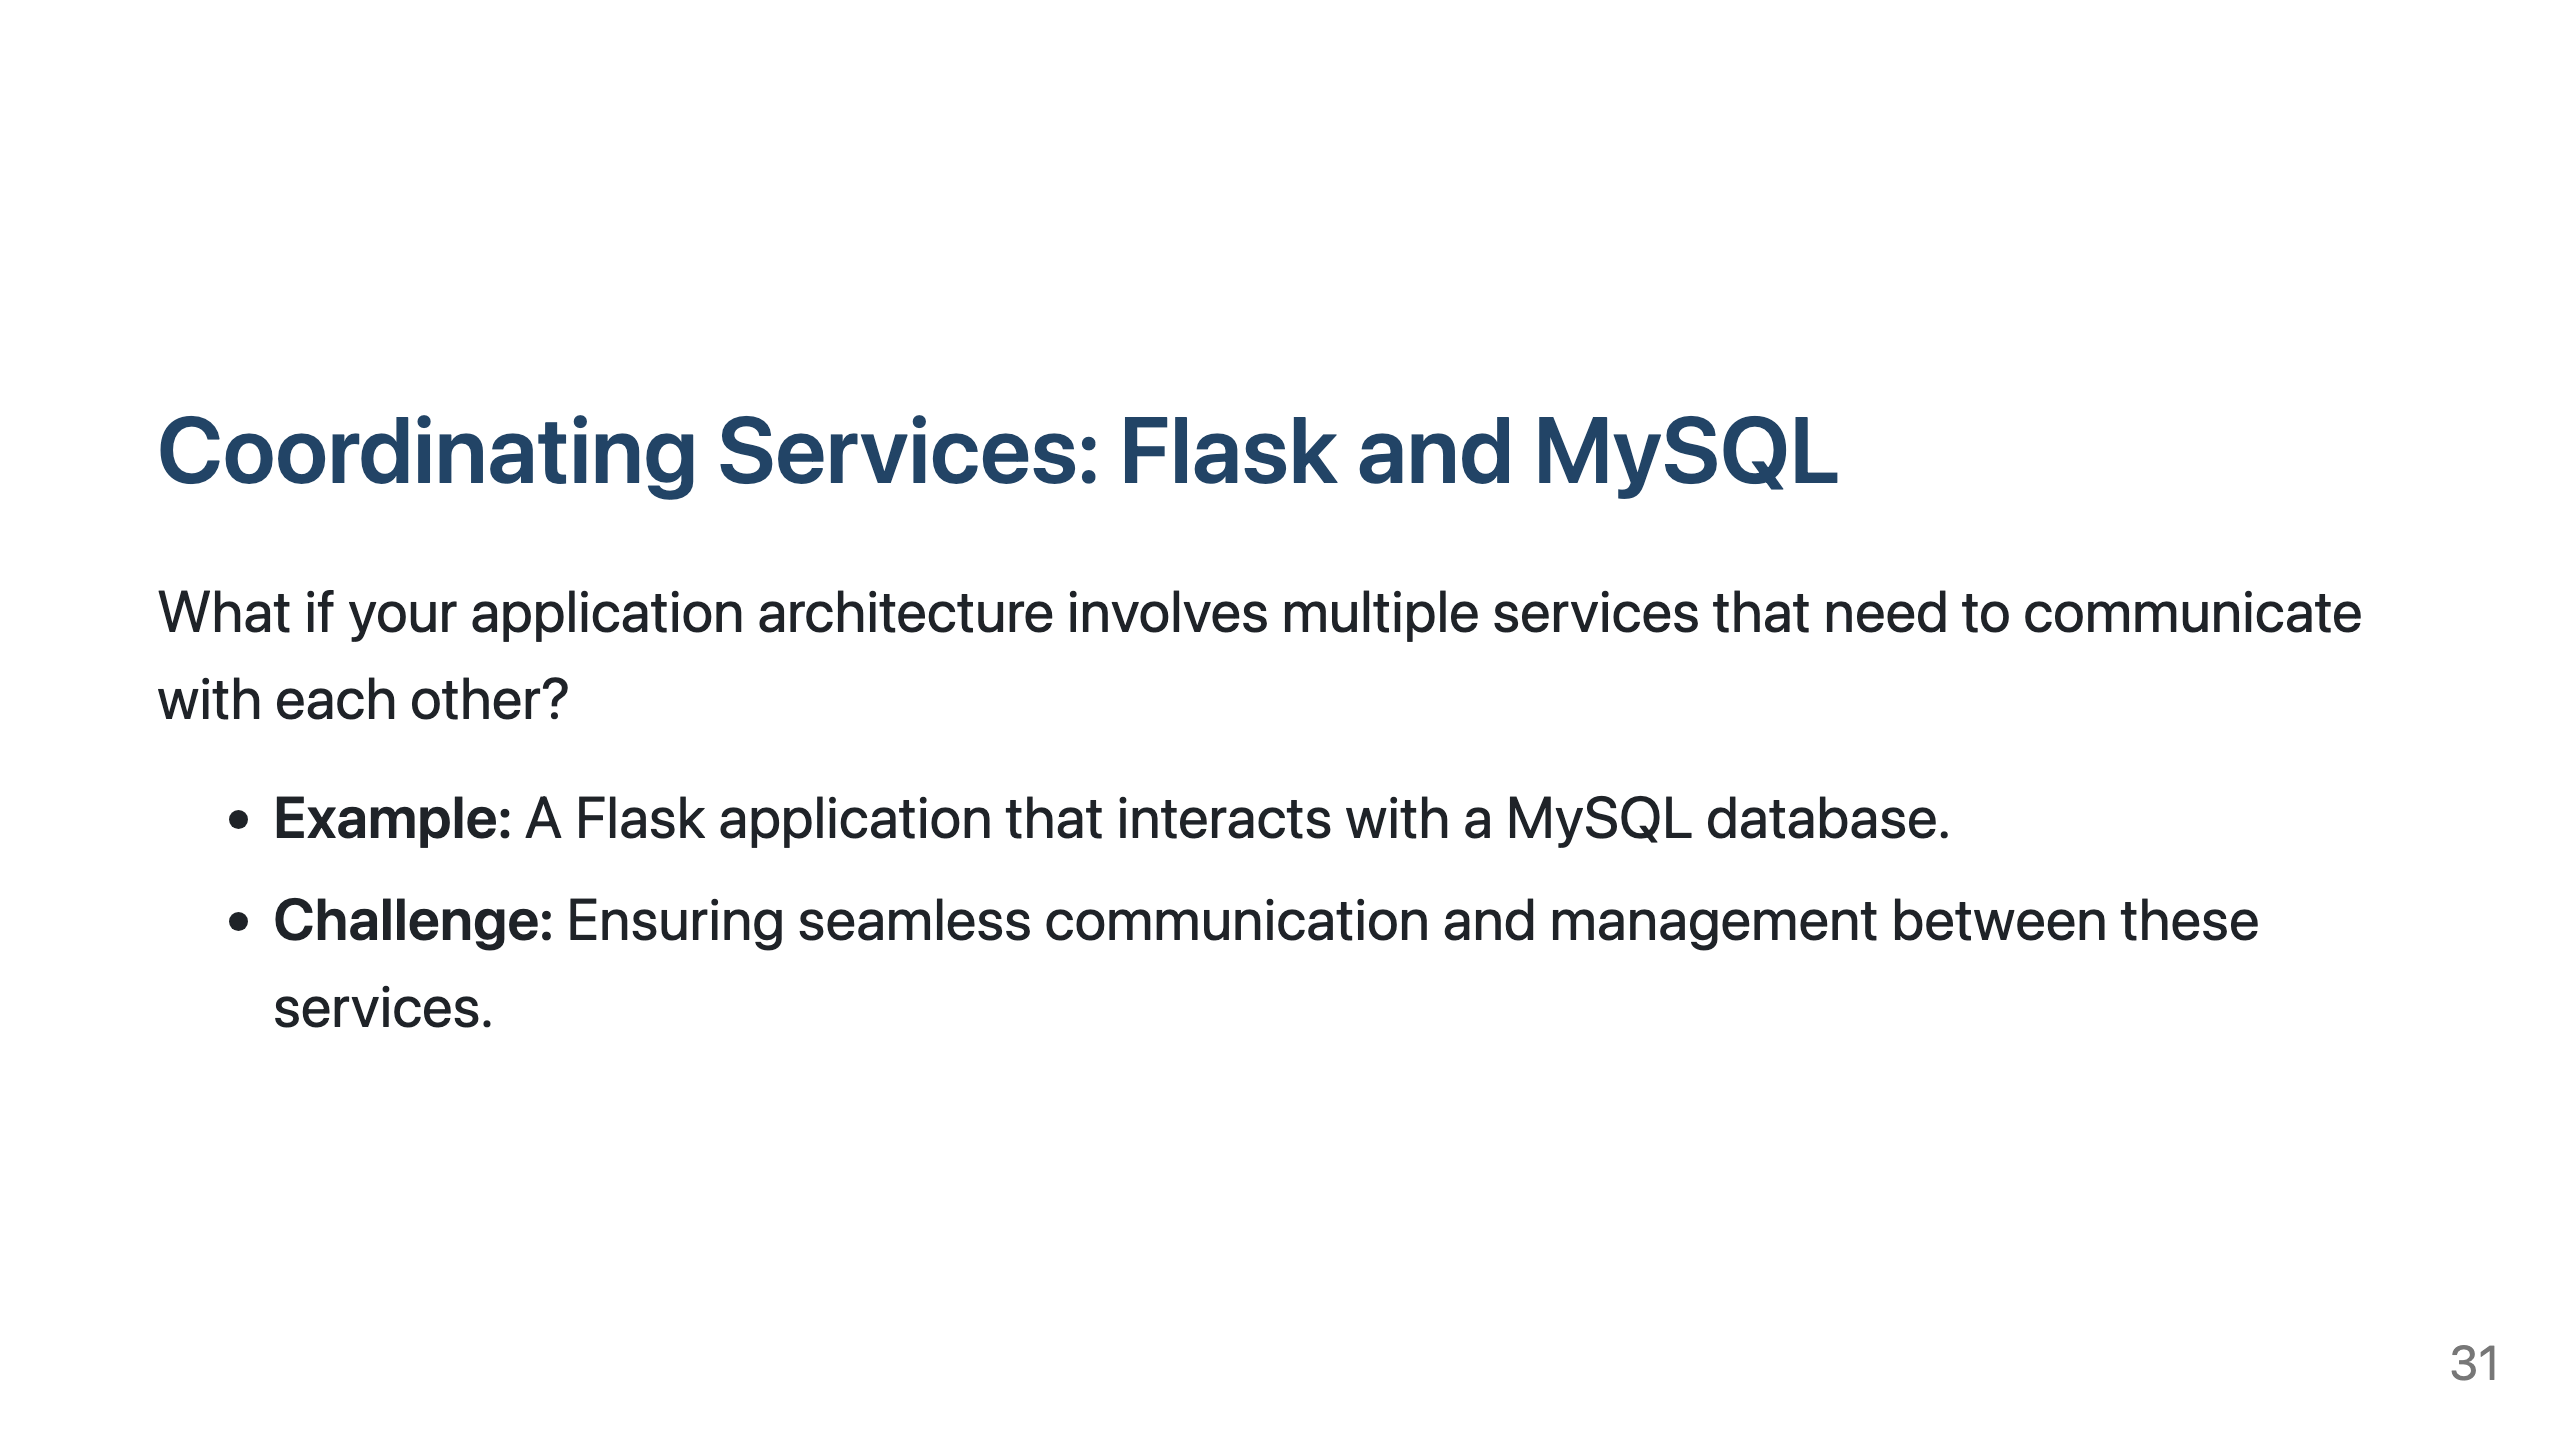 Coordinating Services: Flask and MySQL
What if your application architecture involves multiple services that need to communicate
with each other?
• Example: A Flask application that interacts with a MySQL database.
• Challenge: Ensuring seamless communication and management between these
services.
31